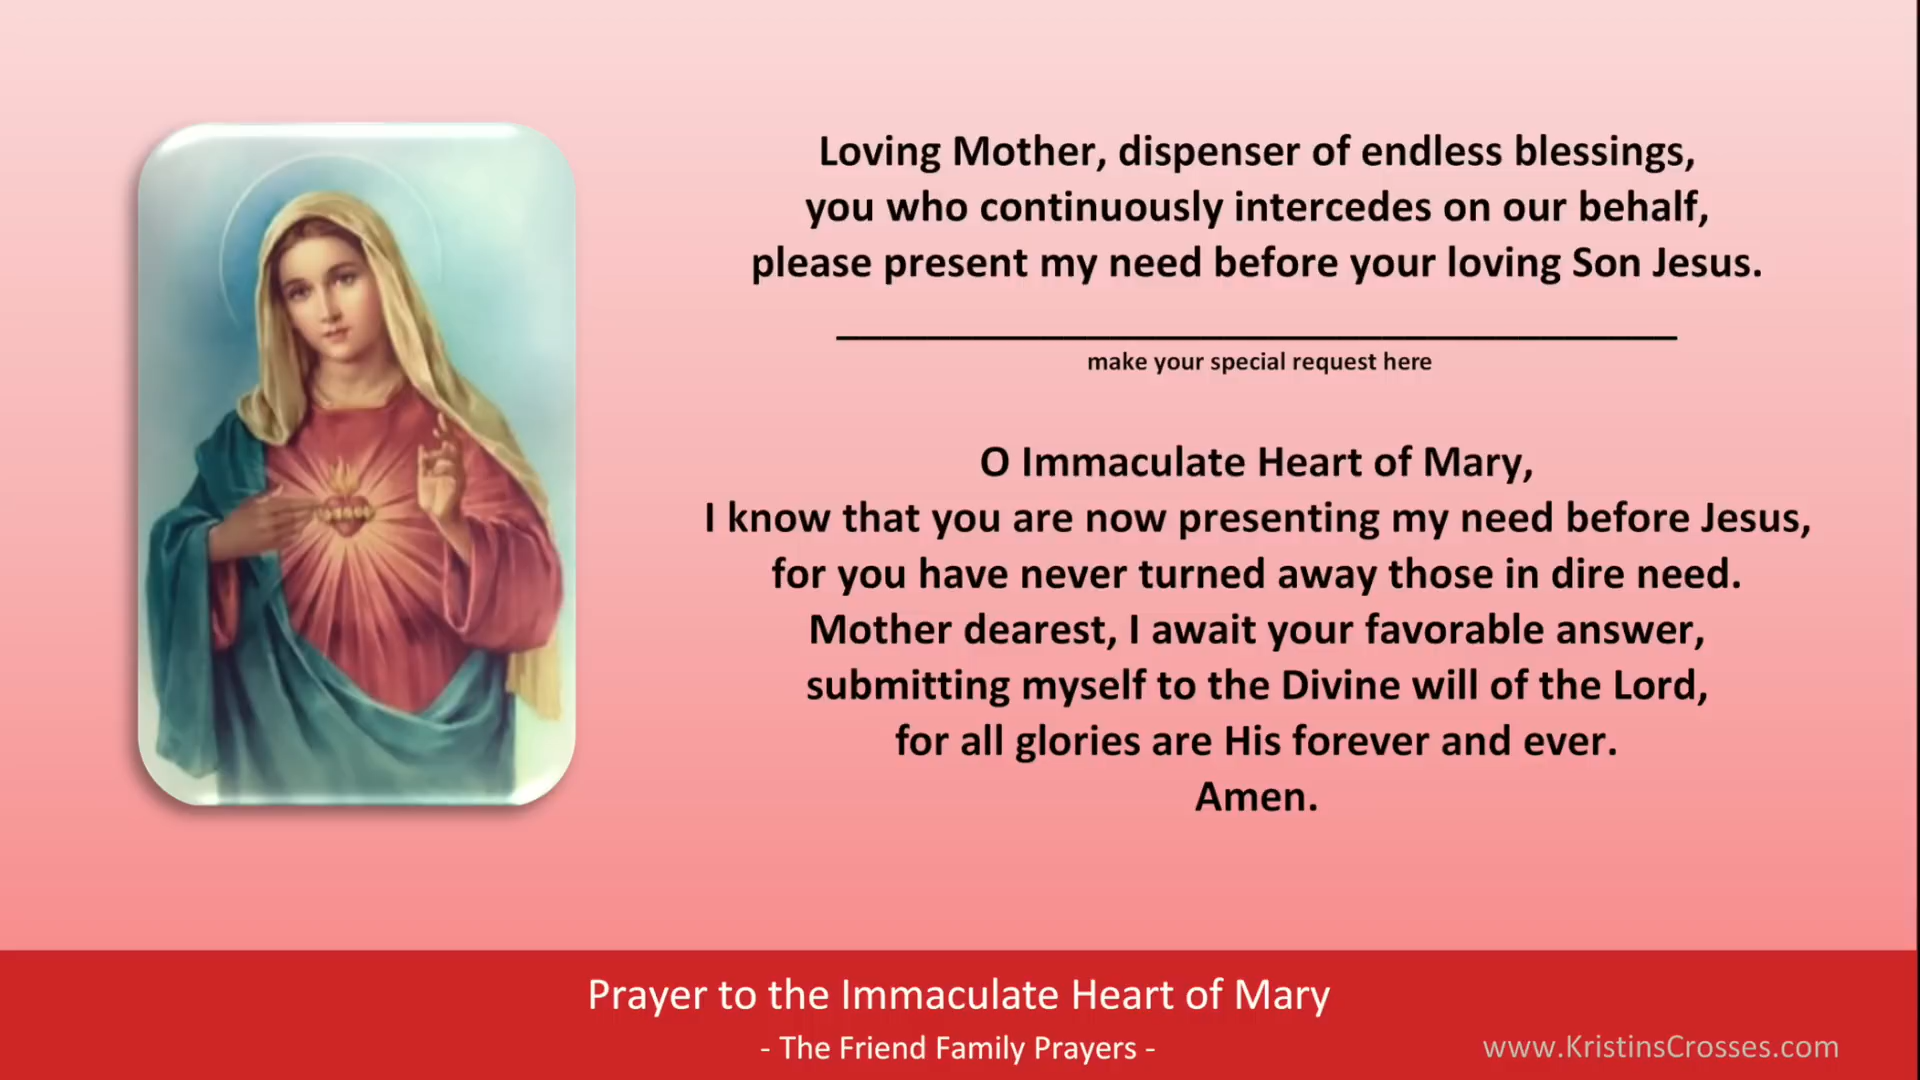 Loving Mother, dispenser of endless blessings,
you who continuously intercedes on our behalf,
please present my need before your loving Son Jesus.
make your special request here
O Immaculate Heart of Mary,
I know that you are now presenting my need before Jesus,
for you have never turned away those in dire need.
Mother dearest, I await your favorable answer,
submitting myself to the Divine will of the Lord,
for all glories are His forever and ever.
Amen.
Prayer to the Immaculate Heart of Mary
- The Friend Family Prayers -
www.KristinsCrosses.com